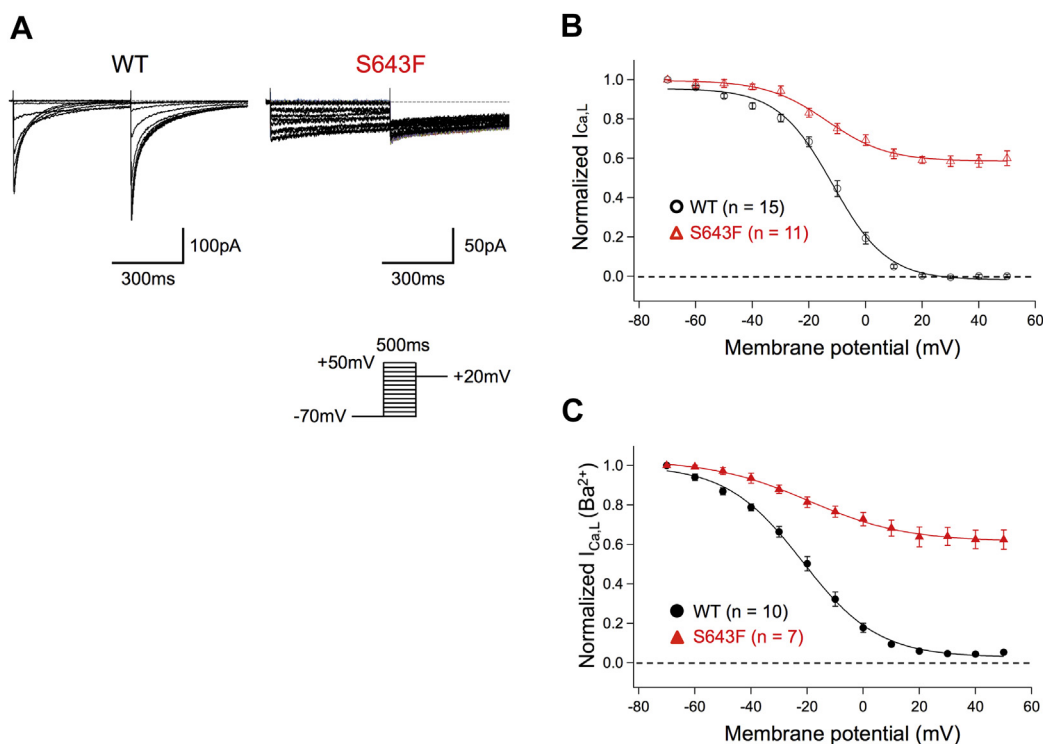 A
WT
S643F
100pA
300ms
50pA
300ms
500ms
+50mV
+20mV
-70mV
B
Normalized I_Ca,L
1.0
0.8
0.6
0.4
0.2
0.0
WT (n = 15)
S643F (n = 11)
-80 -60 -40 -20 0 20 40 60
Membrane potential (mV)
C
Normalized I_Ca,L (Ba²⁺)
1.0
0.8
0.6
0.4
0.2
0.0
WT (n = 10)
S643F (n = 7)
-80 -60 -40 -20 0 20 40 60
Membrane potential (mV)